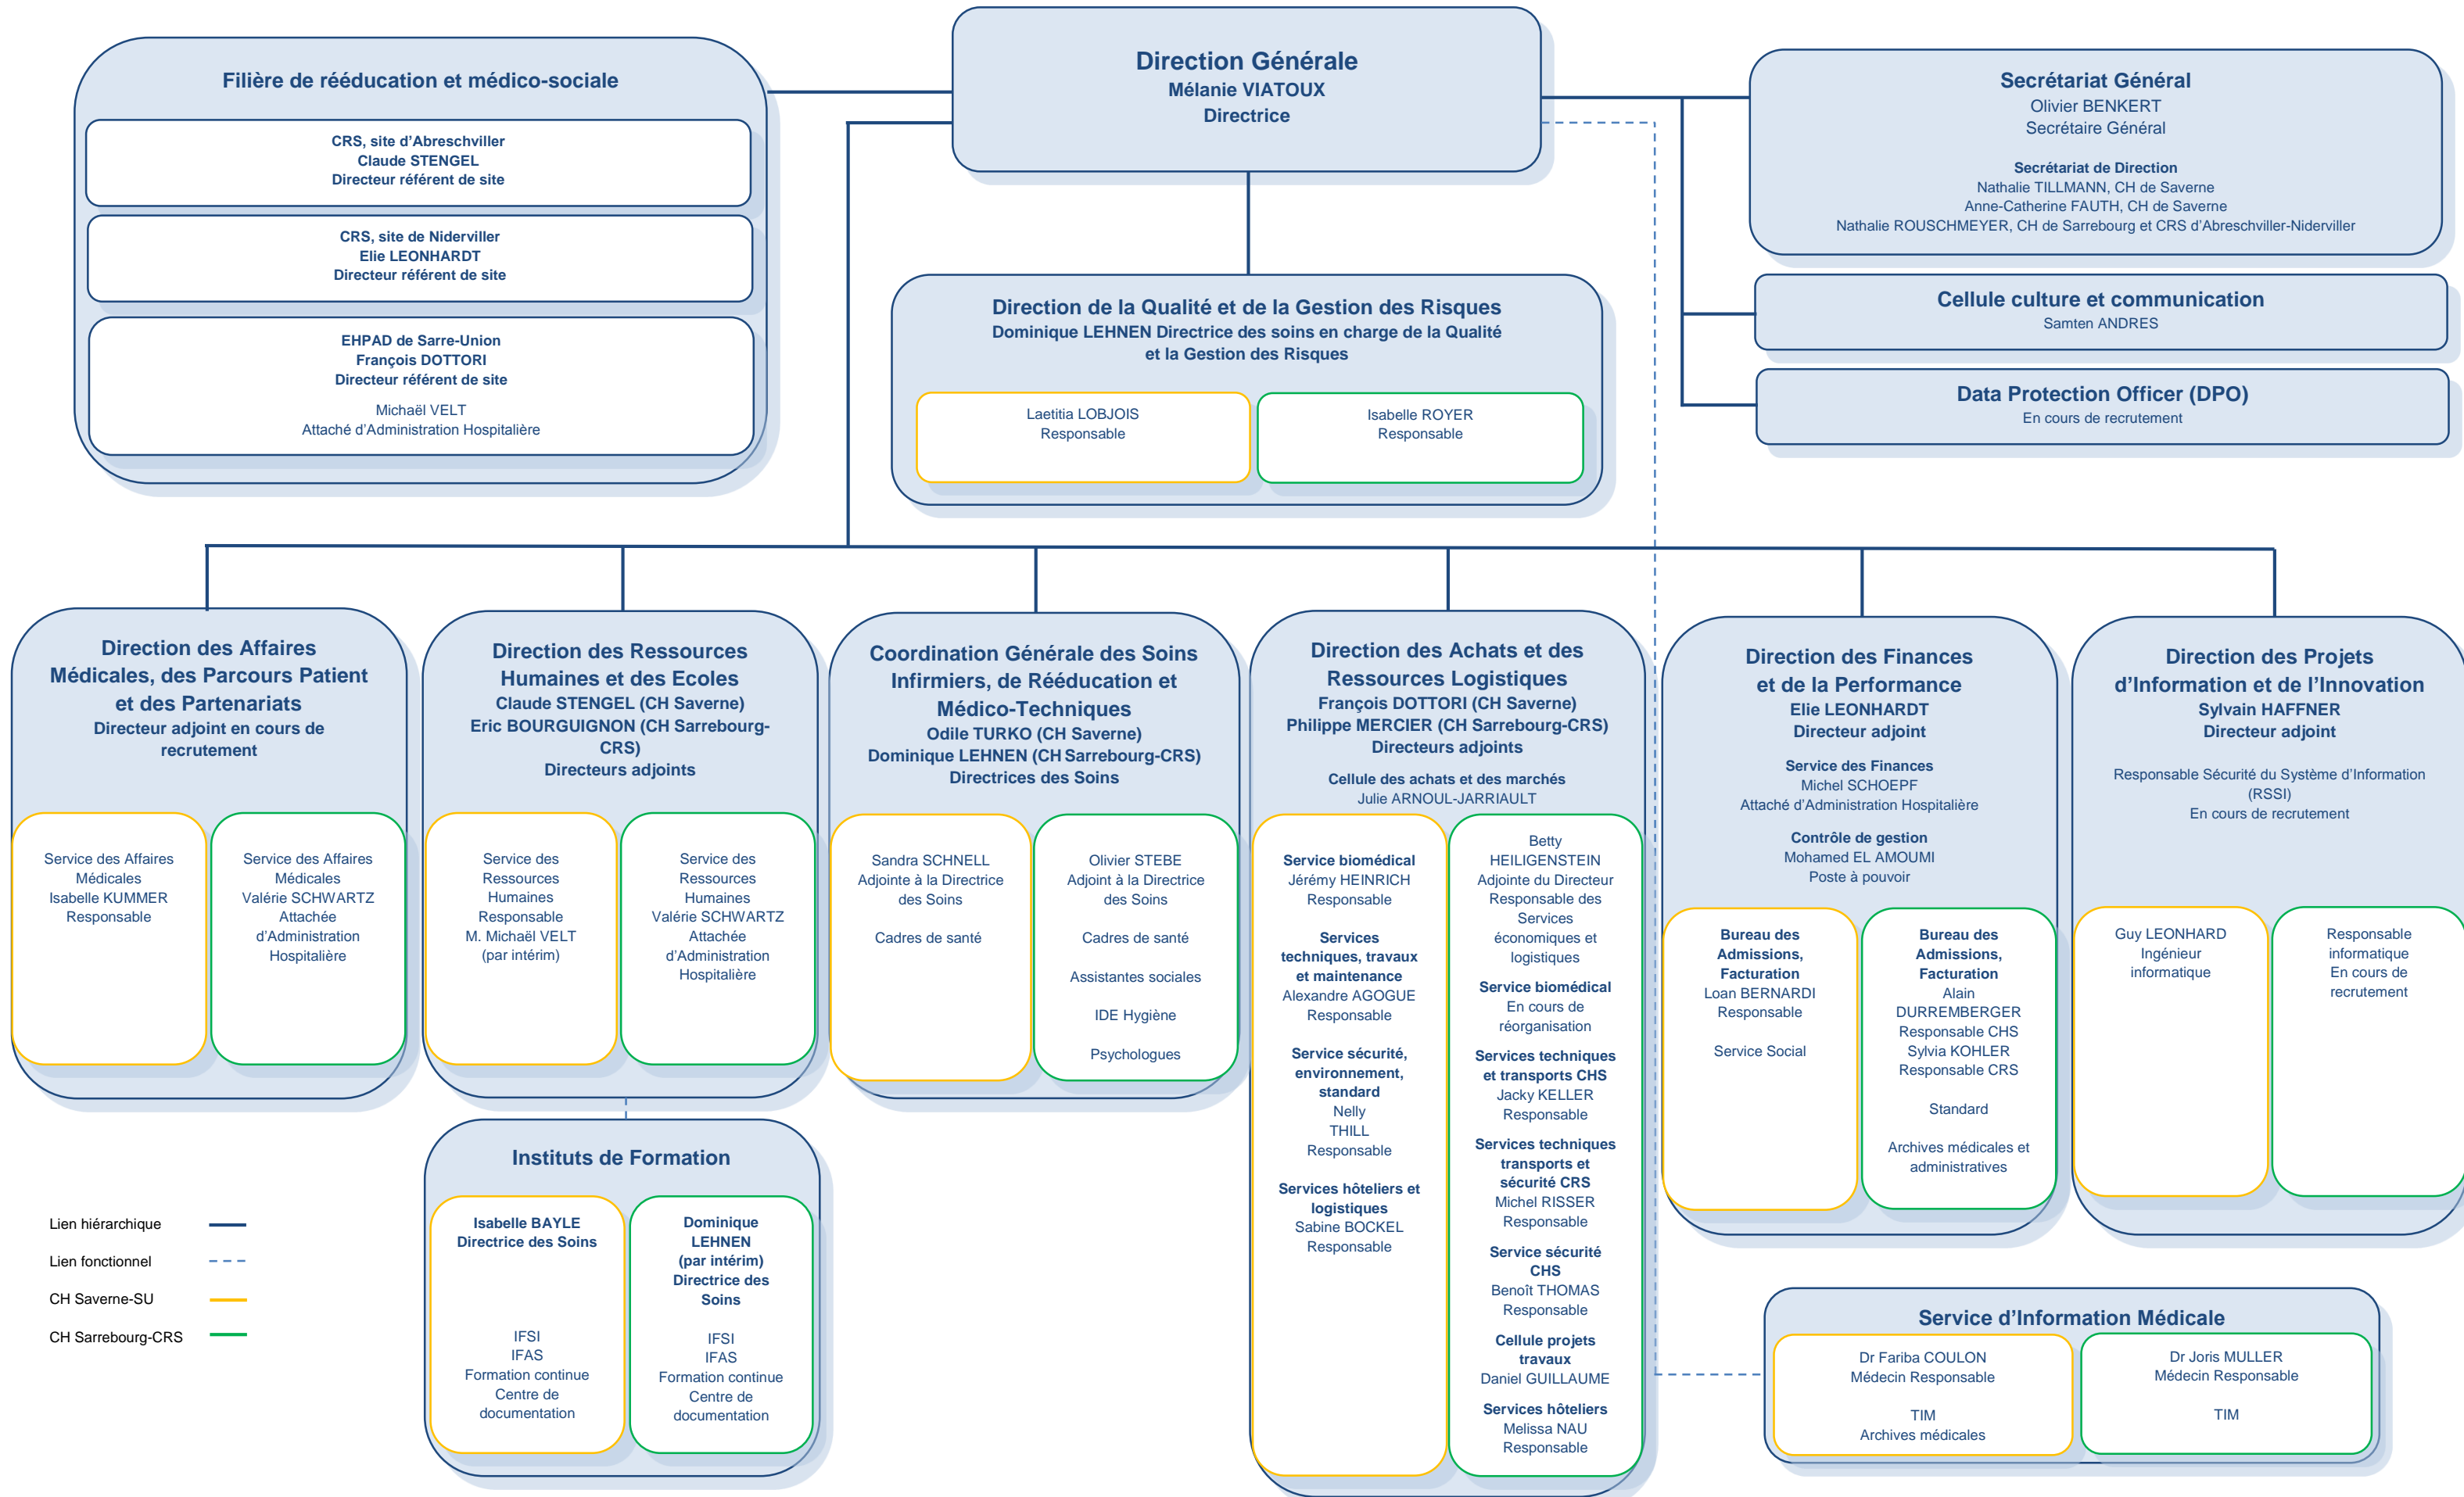 Direction Générale
Mélanie VIATOUX
Directrice
Filière de rééducation et médico-sociale
CRS, site d’Abreschviller
Claude STENGEL
Directeur référent de site
CRS, site de Niderviller
Elie LEONHARDT
Directeur référent de site
EHPAD de Sarre-Union
François DOTTORI
Directeur référent de site
Michaël VELT
Attaché d’Administration Hospitalière
Secrétariat Général
Olivier BENKERT
Secrétaire Général
Secrétariat de Direction
Nathalie TILLMANN, CH de Saverne
Anne-Catherine FAUTH, CH de Saverne
Nathalie ROUSCHMEYER, CH de Sarrebourg et CRS d’Abreschviller-Niderviller
Cellule culture et communication
Samten ANDRES
Data Protection Officer (DPO)
En cours de recrutement
Direction de la Qualité et de la Gestion des Risques
Dominique LEHNEN Directrice des soins en charge de la Qualité
et la Gestion des Risques
Laetitia LOBJOIS
Responsable
Isabelle ROYER
Responsable
Direction des Affaires
Médicales, des Parcours Patient
et des Partenariats
Directeur adjoint en cours de
recrutement
Service des Affaires
Médicales
Isabelle KUMMER
Responsable
Service des Affaires
Médicales
Valérie SCHWARTZ
Attachée
d’Administration
Hospitalière
Direction des Ressources
Humaines et des Ecoles
Claude STENGEL (CH Saverne)
Eric BOURGUIGNON (CH Sarrebourg-
CRS)
Directeurs adjoints
Service des
Ressources
Humaines
Responsable
M. Michaël VELT
(par intérim)
Service des
Ressources
Humaines
Valérie SCHWARTZ
Attachée
d’Administration
Hospitalière
Coordination Générale des Soins
Infirmiers, de Rééducation et
Médico-Techniques
Odile TURKO (CH Saverne)
Dominique LEHNEN (CH Sarrebourg-CRS)
Directrices des Soins
Sandra SCHNELL
Adjointe à la Directrice
des Soins
Cadres de santé
Olivier STEBE
Adjoint à la Directrice
des Soins
Cadres de santé
Assistantes sociales
IDE Hygiène
Psychologues
Direction des Achats et des
Ressources Logistiques
François DOTTORI (CH Saverne)
Philippe MERCIER (CH Sarrebourg-CRS)
Directeurs adjoints
Cellule des achats et des marchés
Julie ARNOUL-JARRIAULT
Service biomédical
Jérémy HEINRICH
Responsable
Services
techniques, travaux
et maintenance
Alexandre AGOGUE
Responsable
Service sécurité,
environnement,
standard
Nelly
THILL
Responsable
Services hôteliers et
logistiques
Sabine BOCKEL
Responsable
Betty
HEILIGENSTEIN
Adjointe du Directeur
Responsable des
Services
économiques et
logistiques
Service biomédical
En cours de
réorganisation
Services techniques
et transports CHS
Jacky KELLER
Responsable
Services techniques
transports et
sécurité CRS
Michel RISSER
Responsable
Service sécurité
CHS
Benoît THOMAS
Responsable
Cellule projets
travaux
Daniel GUILLAUME
Services hôteliers
Melissa NAU
Responsable
Direction des Finances
et de la Performance
Elie LEONHARDT
Directeur adjoint
Service des Finances
Michel SCHOEPF
Attaché d’Administration Hospitalière
Contrôle de gestion
Mohamed EL AMOUMI
Poste à pouvoir
Bureau des
Admissions,
Facturation
Loan BERNARDI
Responsable
Service Social
Bureau des
Admissions,
Facturation
Alain
DURREMBERGER
Responsable CHS
Sylvia KOHLER
Responsable CRS
Standard
Archives médicales et
administratives
Direction des Projets
d’Information et de l’Innovation
Sylvain HAFFNER
Directeur adjoint
Responsable Sécurité du Système d’Information
(RSSI)
En cours de recrutement
Guy LEONHARD
Ingénieur
informatique
Responsable
informatique
En cours de
recrutement
Instituts de Formation
Isabelle BAYLE
Directrice des Soins
IFSI
IFAS
Formation continue
Centre de
documentation
Dominique
LEHNEN
(par intérim)
Directrice des
Soins
IFSI
IFAS
Formation continue
Centre de
documentation
Service d’Information Médicale
Dr Fariba COULON
Médecin Responsable
TIM
Archives médicales
Dr Joris MULLER
Médecin Responsable
TIM
Lien hiérarchique
Lien fonctionnel
CH Saverne-SU
CH Sarrebourg-CRS